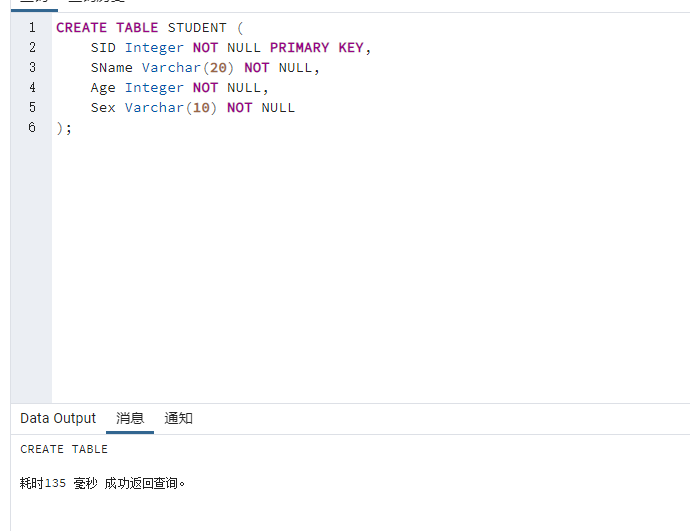 1 CREATE TABLE STUDENT (
2 SID Integer NOT NULL PRIMARY KEY,
3 SName Varchar(20) NOT NULL,
4 Age Integer NOT NULL,
5 Sex Varchar(10) NOT NULL
6 );
Data Output 消息 通知
CREATE TABLE
耗时135 毫秒 成功返回查询。